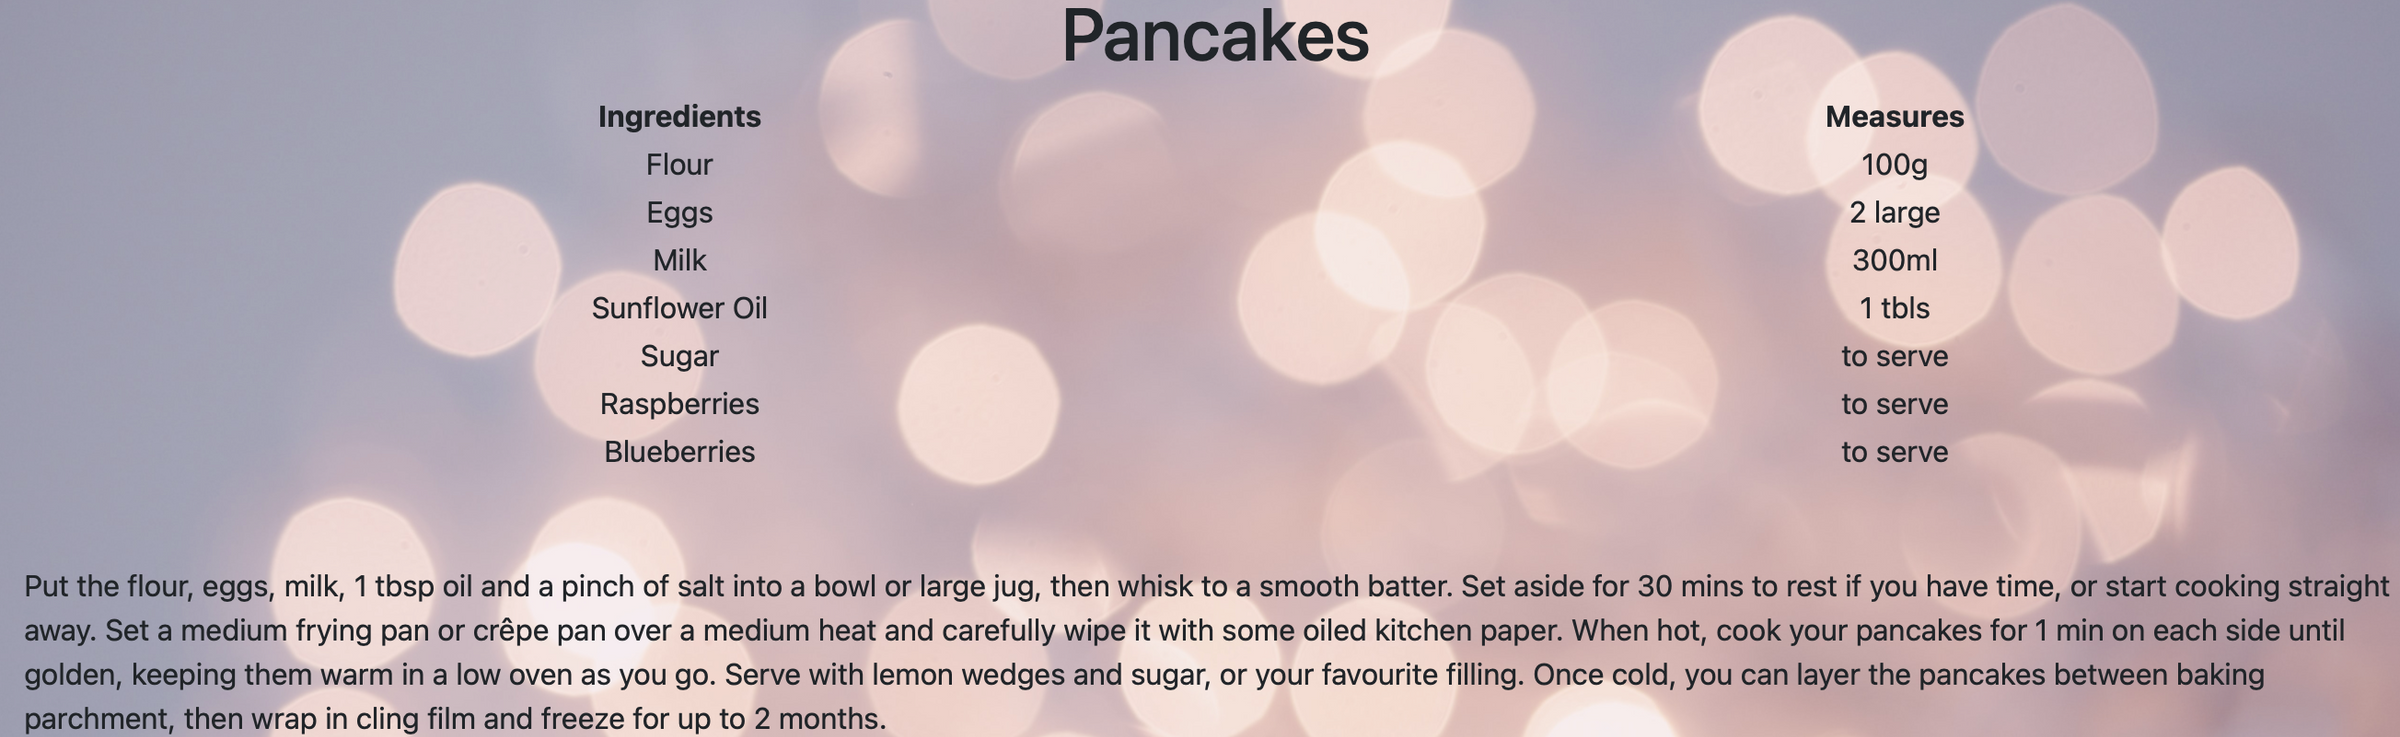 Pancakes
Ingredients Measures
Flour 100g
Eggs 2 large
Milk 300ml
Sunflower Oil 1 tbls
Sugar to serve
Raspberries to serve
Blueberries to serve
Put the flour, eggs, milk, 1 tbsp oil and a pinch of salt into a bowl or large jug, then whisk to a smooth batter. Set aside for 30 mins to rest if you have time, or start cooking straight
away. Set a medium frying pan or crêpe pan over a medium heat and carefully wipe it with some oiled kitchen paper. When hot, cook your pancakes for 1 min on each side until
golden, keeping them warm in a low oven as you go. Serve with lemon wedges and sugar, or your favourite filling. Once cold, you can layer the pancakes between baking
parchment, then wrap in cling film and freeze for up to 2 months.